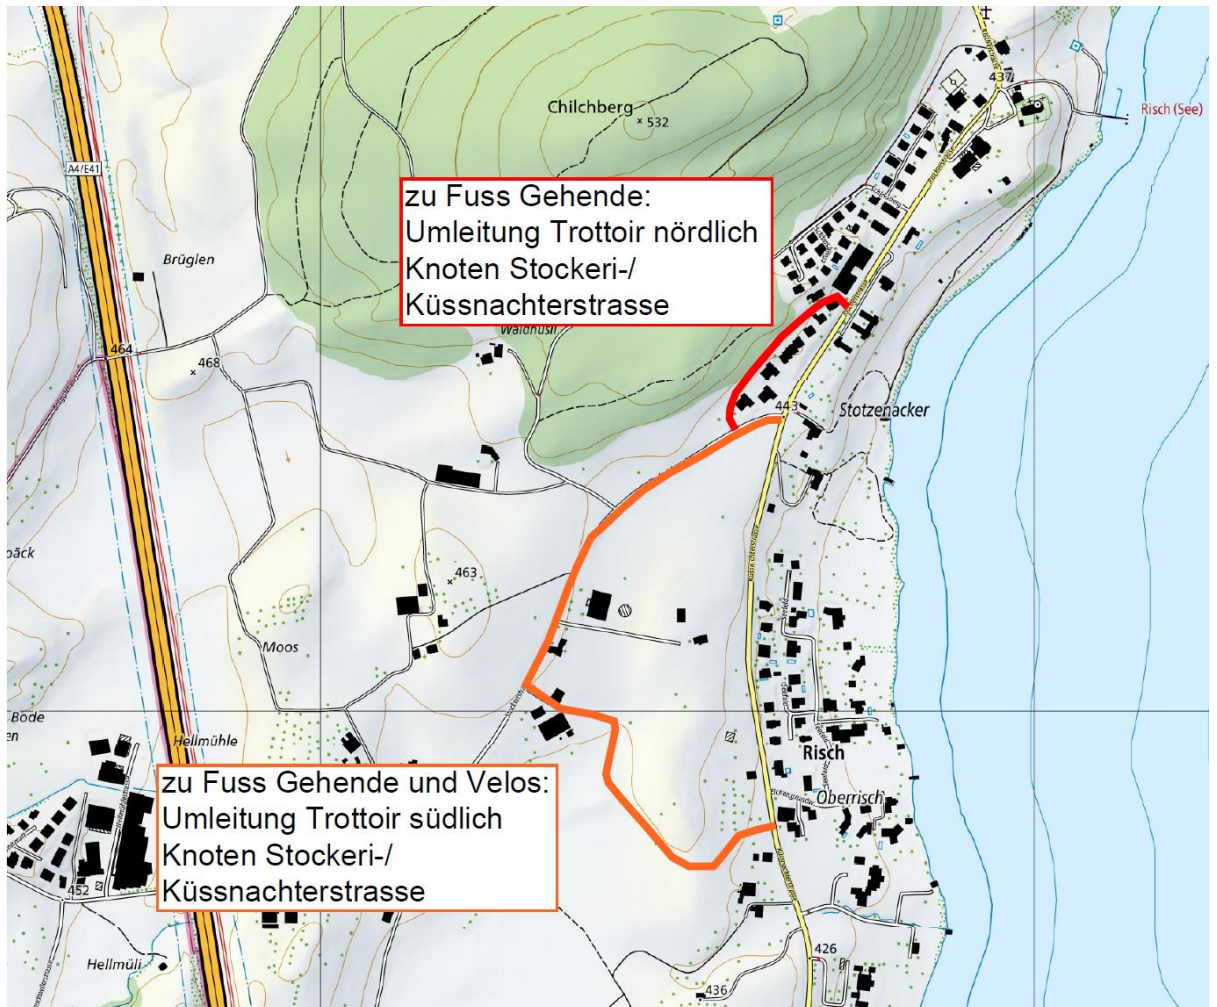 437
Risch (See)
Chilchberg
532
A4/E41
zu Fuss Gehende:
Umleitung Trottoir nördlich
Knoten Stockeri-/
Küssnachterstrasse
Brüglen
464
468
443
Stotzenacker
463
Moos
Hellmühle
Risch
Oberrisch
zu Fuss Gehende und Velos:
Umleitung Trottoir südlich
Knoten Stockeri-/
Küssnachterstrasse
452
Hellmüli
426
436